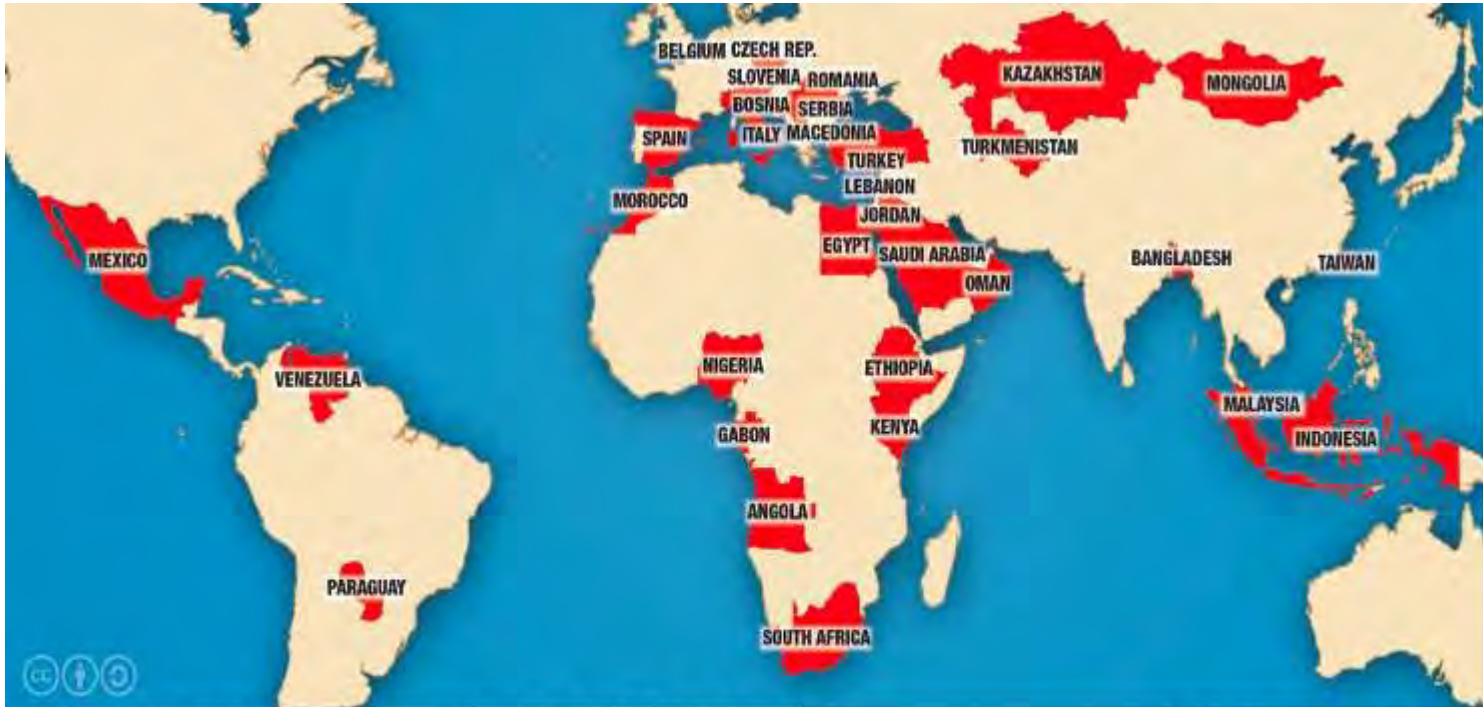 BELGIUM CZECH REP.
SLOVENIA ROMANIA
KAZAKHSTAN
MONGOLIA
BOSNIA SERBIA
SPAIN
ITALY MACEDONIA
TURKMENISTAN
TURKEY
LEBANON
MOROCCO
JORDAN
EGYPT SAUDI ARABIA
MEXICO
BANGLADESH
TAIWAN
OMAN
NIGERIA
ETHIOPIA
VENEZUELA
MALAYSIA
GABON
KENYA
INDONESIA
ANGOLA
PARAGUAY
SOUTH AFRICA
cc